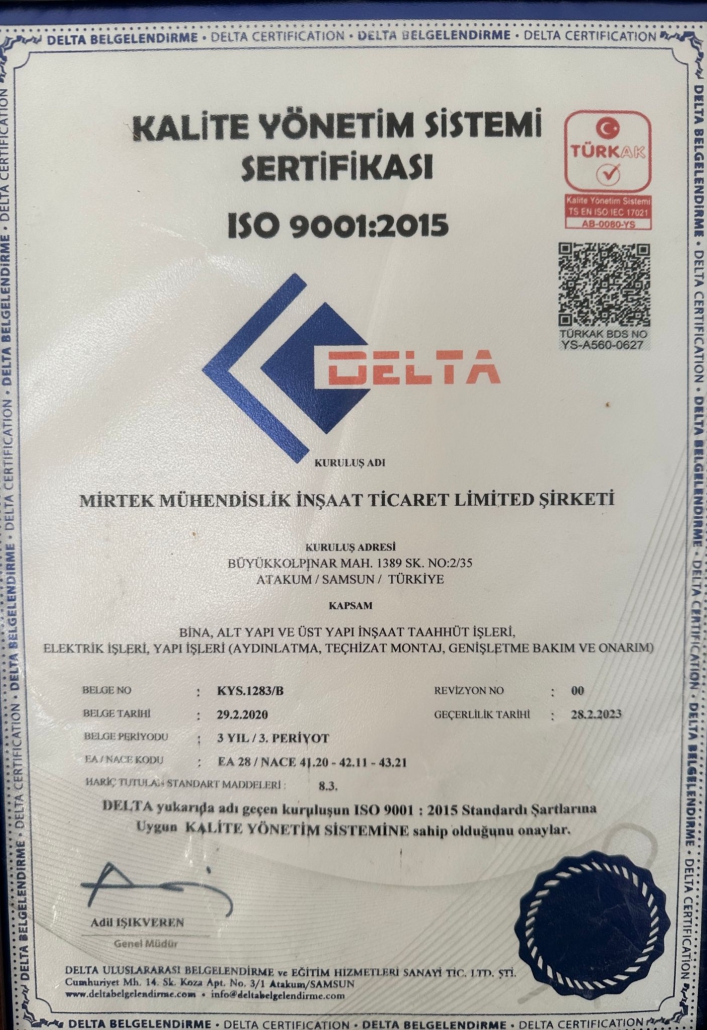 DELTA BELGELENDİRME • DELTA CERTIFICATION • DELTA BELGELENDİRME • DELTA CERTIFICATION
KALİTE YÖNETİM SİSTEMİ
SERTİFİKASI
ISO 9001:2015
TÜRKAK
Kalite Yönetim Sistemi
TS EN ISO/IEC 17021
AB-0060-YS
TÜRKAK BDS NO
YS-A560-0627
DELTA
KURULUŞ ADI
MİRTEK MÜHENDİSLİK İNŞAAT TİCARET LİMİTED ŞİRKETİ
KURULUŞ ADRESİ
BÜYÜKKOLPINAR MAH. 1389 SK. NO:2/35
ATAKUM / SAMSUN / TÜRKİYE
KAPSAM
BİNA, ALT YAPI VE ÜST YAPI İNŞAAT TAAHHÜT İŞLERİ,
ELEKTRİK İŞLERİ, YAPI İŞLERİ (AYDINLATMA, TEÇHİZAT MONTAJ, GENİŞLETME BAKIM VE ONARIM)
BELGE NO : KYS.1283/B REVİZYON NO : 00
BELGE TARİHİ : 29.2.2020 GEÇERLİLİK TARİHİ : 28.2.2023
BELGE PERİYODU : 3 YIL / 3. PERİYOT
EA / NACE KODU : EA 28 / NACE 41.20 - 42.11 - 43.21
HARİÇ TUTULAN STANDART MADDELERİ : 8.3.
DELTA yukarıda adı geçen kuruluşun ISO 9001 : 2015 Standardı Şartlarına
Uygun KALİTE YÖNETİM SİSTEMİNE sahip olduğunu onaylar.
Adil IŞIKVEREN
Genel Müdür
DELTA ULUSLARARASI BELGELENDİRME ve EĞİTİM HİZMETLERİ SANAYİ TİC. LTD. ŞTİ.
Cumhuriyet Mh. 14. Sk. Koza Apt. No. 3/1 Atakum/SAMSUN
www.deltabelgelendirme.com • info@deltabelgelendirme.com
DELTA BELGELENDİRME • DELTA CERTIFICATION • DELTA BELGELENDİRME • DELTA CERTIFICATION